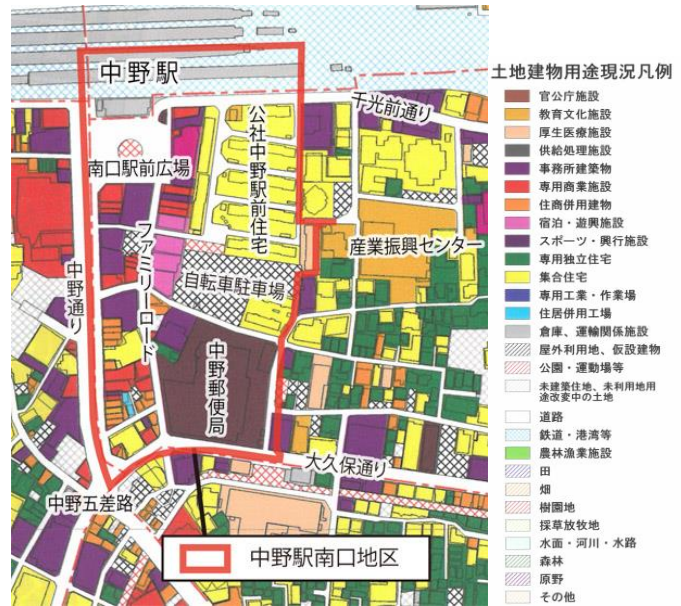 中野駅
千光前通り
公社中野駅前住宅
南口駅前広場
ファミリーロード
産業振興センター
中野通り
自転車駐車場
中野郵便局
大久保通り
中野五差路
中野駅南口地区
土地建物用途現況凡例
官公庁施設
教育文化施設
厚生医療施設
供給処理施設
事務所建築物
専用商業施設
住商併用建物
宿泊・遊興施設
スポーツ・興行施設
専用独立住宅
集合住宅
専用工業・作業場
住居併用工場
倉庫、運輸関係施設
屋外利用地、仮設建物
公園・運動場等
未建築住地、未利用地用
途改変中の土地
道路
鉄道・港湾等
農林漁業施設
田
畑
樹園地
採草放牧地
水面・河川・水路
森林
原野
その他